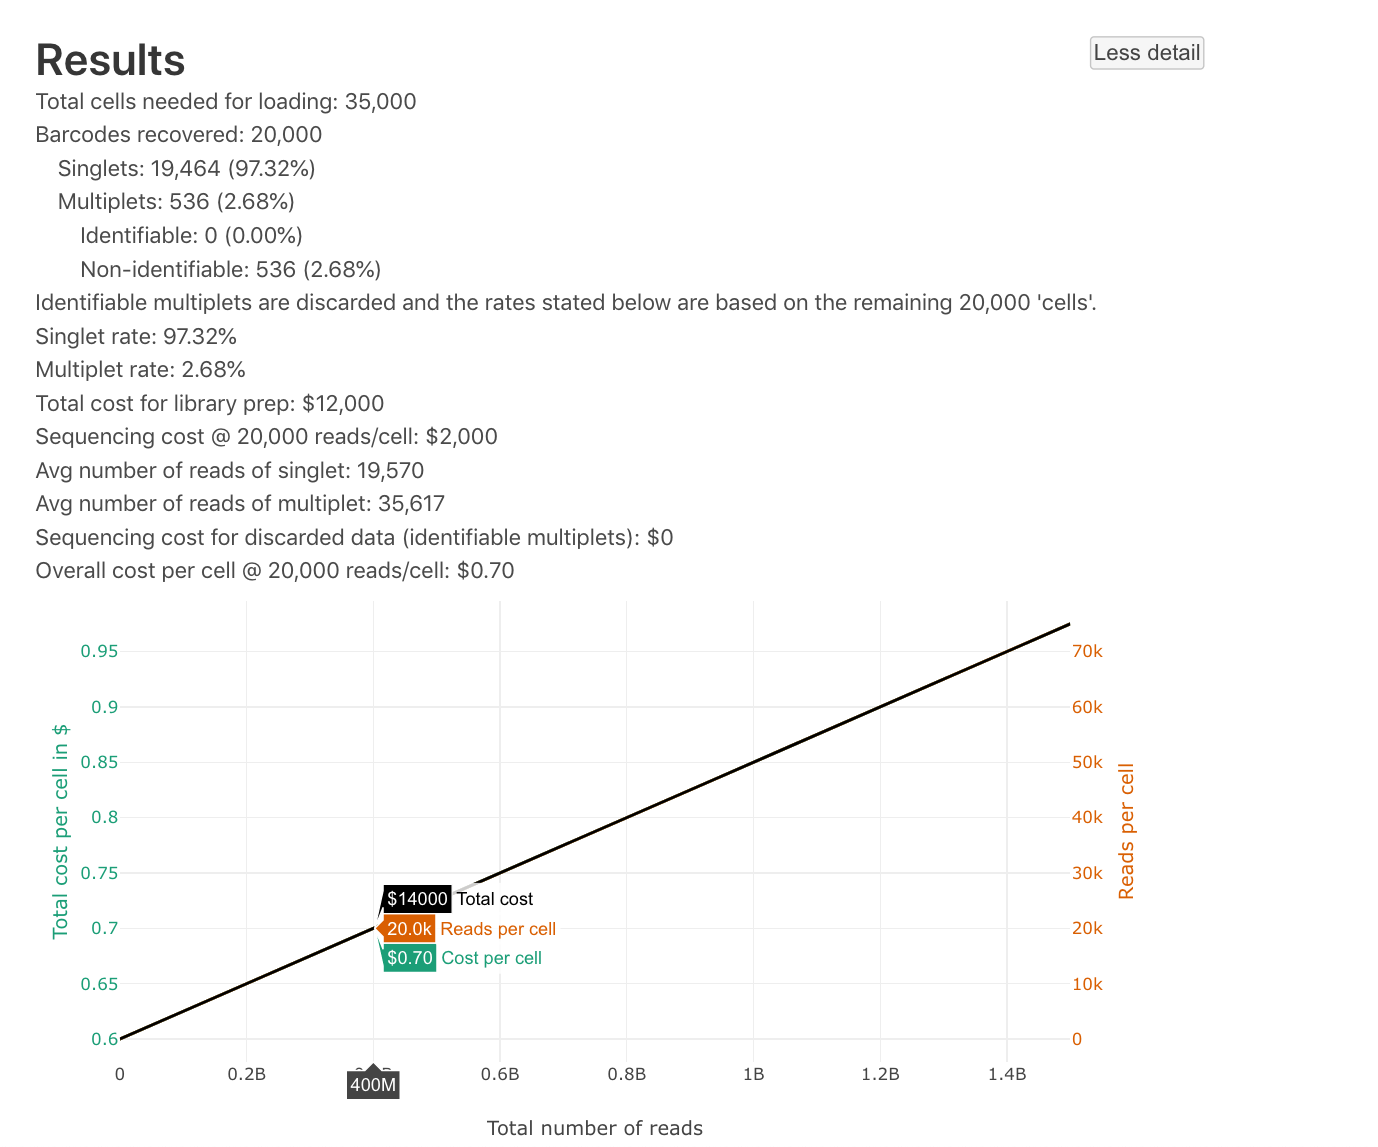 Results
Less detail
Total cells needed for loading: 35,000
Barcodes recovered: 20,000
Singlets: 19,464 (97.32%)
Multiplets: 536 (2.68%)
Identifiable: 0 (0.00%)
Non-identifiable: 536 (2.68%)
Identifiable multiplets are discarded and the rates stated below are based on the remaining 20,000 'cells'.
Singlet rate: 97.32%
Multiplet rate: 2.68%
Total cost for library prep: $12,000
Sequencing cost @ 20,000 reads/cell: $2,000
Avg number of reads of singlet: 19,570
Avg number of reads of multiplet: 35,617
Sequencing cost for discarded data (identifiable multiplets): $0
Overall cost per cell @ 20,000 reads/cell: $0.70
Total cost per cell in $
0.95
0.9
0.85
0.8
0.75
0.7
0.65
0.6
$14000 Total cost
20.0k Reads per cell
$0.70 Cost per cell
70k
60k
50k
40k
30k
20k
10k
0
Reads per cell
0 0.2B 0.6B 0.8B 1B 1.2B 1.4B
400M
Total number of reads